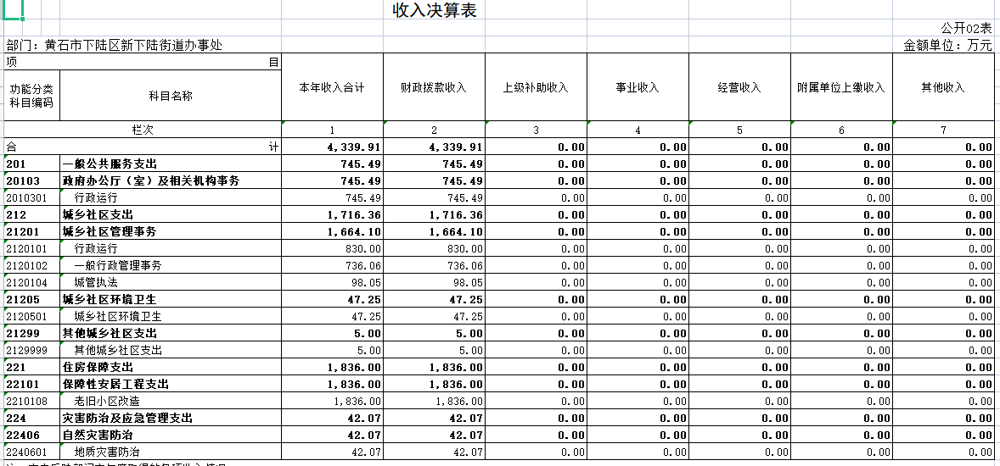 收入决算表
公开02表
部门：黄石市下陆区新下陆街道办事处 金额单位：万元
项 目
功能分类科目编码 科目名称 本年收入合计 财政拨款收入 上级补助收入 事业收入 经营收入 附属单位上缴收入 其他收入
栏次 1 2 3 4 5 6 7
合 计 4,339.91 4,339.91 0.00 0.00 0.00 0.00 0.00
201 一般公共服务支出 745.49 745.49 0.00 0.00 0.00 0.00 0.00
20103 政府办公厅（室）及相关机构事务 745.49 745.49 0.00 0.00 0.00 0.00 0.00
2010301 行政运行 745.49 745.49 0.00 0.00 0.00 0.00 0.00
212 城乡社区支出 1,716.36 1,716.36 0.00 0.00 0.00 0.00 0.00
21201 城乡社区管理事务 1,664.10 1,664.10 0.00 0.00 0.00 0.00 0.00
2120101 行政运行 830.00 830.00 0.00 0.00 0.00 0.00 0.00
2120102 一般行政管理事务 736.06 736.06 0.00 0.00 0.00 0.00 0.00
2120104 城管执法 98.05 98.05 0.00 0.00 0.00 0.00 0.00
21205 城乡社区环境卫生 47.25 47.25 0.00 0.00 0.00 0.00 0.00
2120501 城乡社区环境卫生 47.25 47.25 0.00 0.00 0.00 0.00 0.00
21299 其他城乡社区支出 5.00 5.00 0.00 0.00 0.00 0.00 0.00
2129999 其他城乡社区支出 5.00 5.00 0.00 0.00 0.00 0.00 0.00
221 住房保障支出 1,836.00 1,836.00 0.00 0.00 0.00 0.00 0.00
22101 保障性安居工程支出 1,836.00 1,836.00 0.00 0.00 0.00 0.00 0.00
2210108 老旧小区改造 1,836.00 1,836.00 0.00 0.00 0.00 0.00 0.00
224 灾害防治及应急管理支出 42.07 42.07 0.00 0.00 0.00 0.00 0.00
22406 自然灾害防治 42.07 42.07 0.00 0.00 0.00 0.00 0.00
2240601 地质灾害防治 42.07 42.07 0.00 0.00 0.00 0.00 0.00